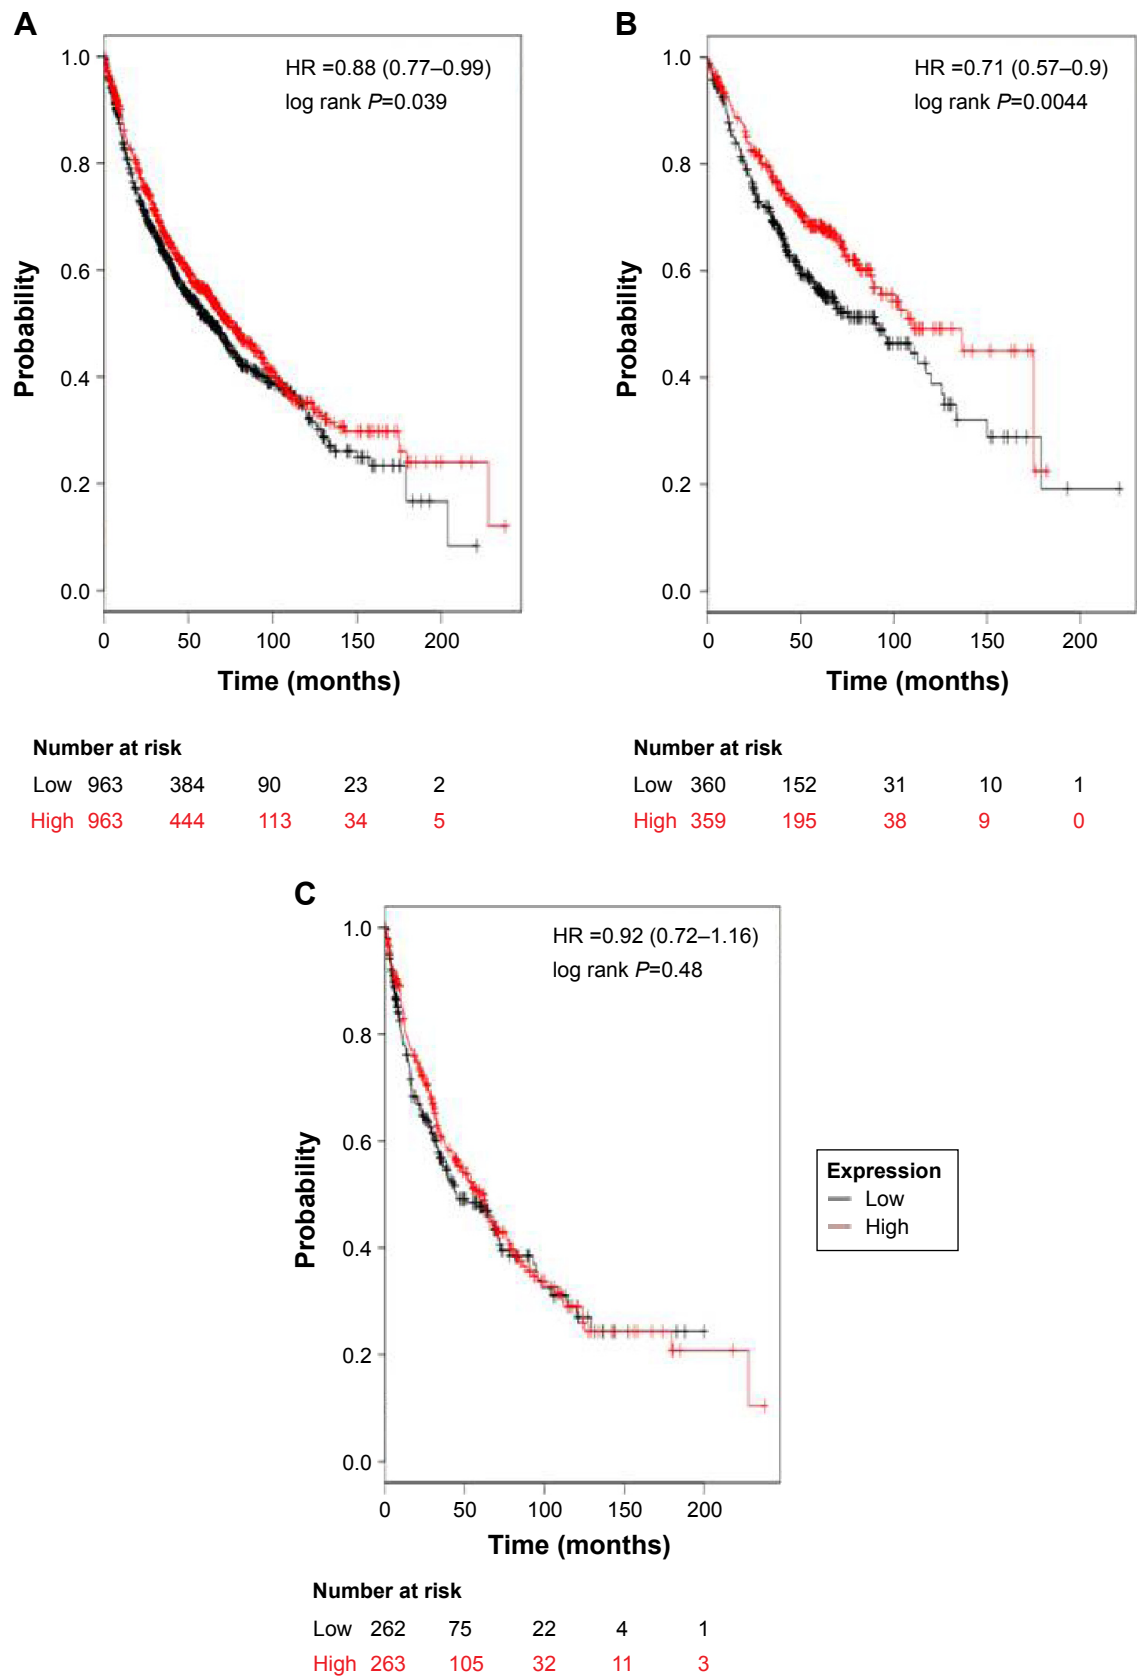 A
HR =0.88 (0.77–0.99)
log rank P=0.039
1.0
0.8
0.6
0.4
0.2
0.0
Probability
0 50 100 150 200
Time (months)
Number at risk
Low 963 384 90 23 2
High 963 444 113 34 5
B
HR =0.71 (0.57–0.9)
log rank P=0.0044
1.0
0.8
0.6
0.4
0.2
0.0
Probability
0 50 100 150 200
Time (months)
Number at risk
Low 360 152 31 10 1
High 359 195 38 9 0
C
HR =0.92 (0.72–1.16)
log rank P=0.48
1.0
0.8
0.6
0.4
0.2
0.0
Probability
0 50 100 150 200
Time (months)
Number at risk
Low 262 75 22 4 1
High 263 105 32 11 3
Expression
Low
High